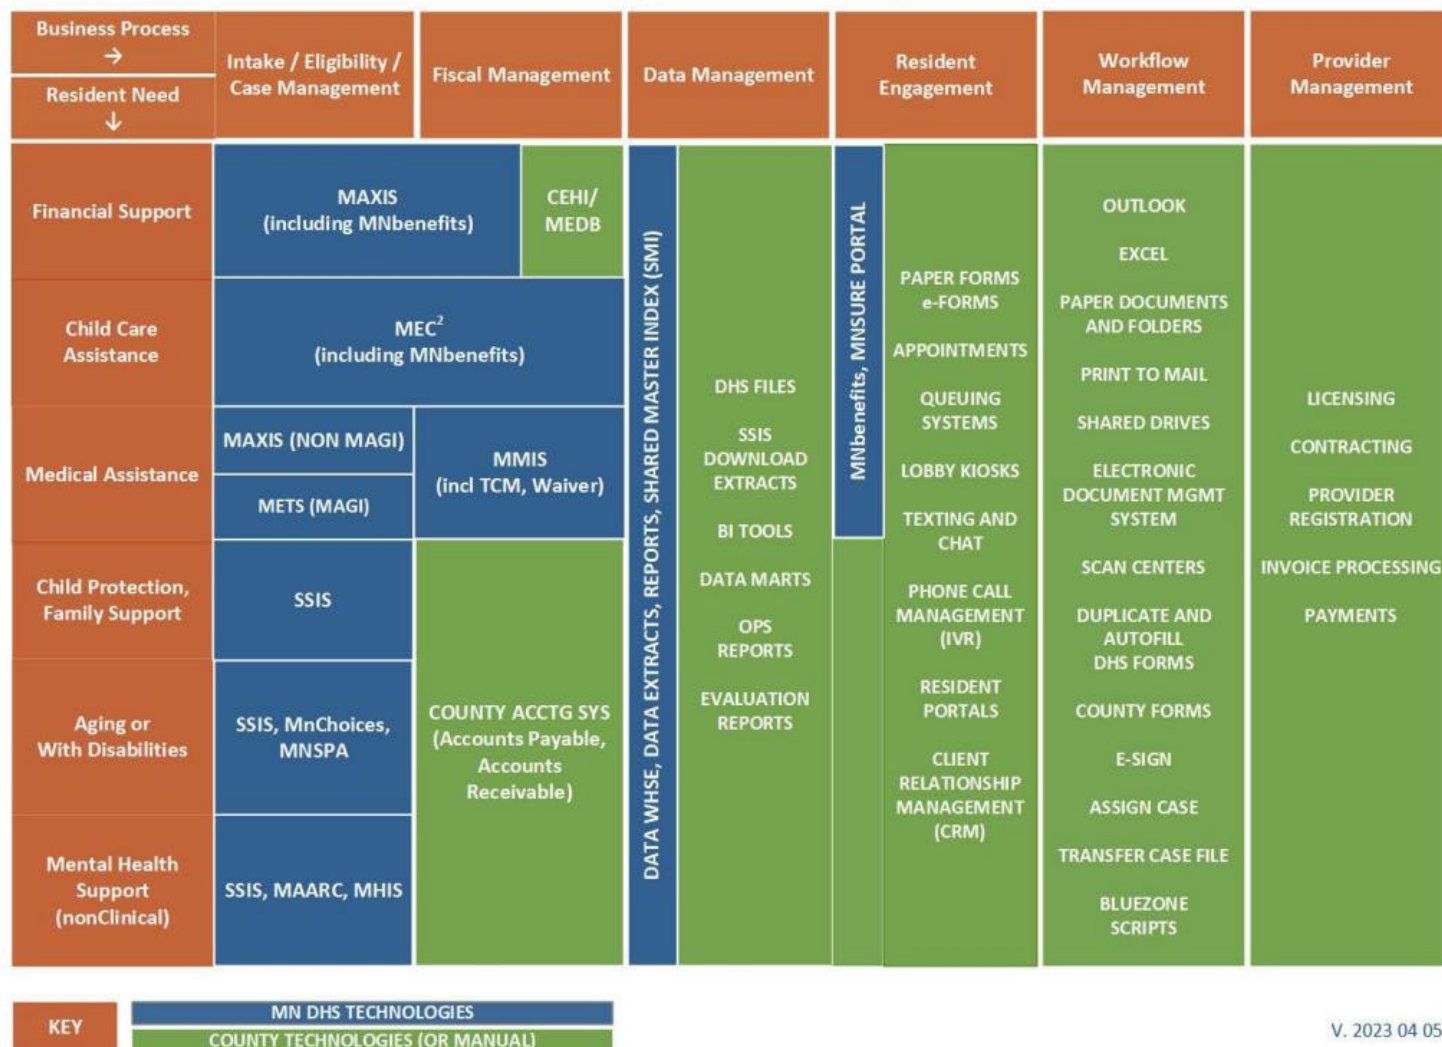 Business Process
→
Resident Need
↓
Intake / Eligibility /
Case Management
Fiscal Management
Data Management
Resident
Engagement
Workflow
Management
Provider
Management
Financial Support
MAXIS
(including MNbenefits)
CEHI/
MEDB
Child Care
Assistance
MEC²
(including MNbenefits)
Medical Assistance
MAXIS (NON MAGI)
METS (MAGI)
MMIS
(incl TCM, Waiver)
Child Protection,
Family Support
SSIS
Aging or
With Disabilities
SSIS, MnChoices,
MNSPA
Mental Health
Support
(nonClinical)
SSIS, MAARC, MHIS
COUNTY ACCTG SYS
(Accounts Payable,
Accounts
Receivable)
DATA WHSE, DATA EXTRACTS, REPORTS, SHARED MASTER INDEX (SMI)
DHS FILES
SSIS
DOWNLOAD
EXTRACTS
BI TOOLS
DATA MARTS
OPS
REPORTS
EVALUATION
REPORTS
MNbenefits, MNSURE PORTAL
PAPER FORMS
e-FORMS
APPOINTMENTS
QUEUING
SYSTEMS
LOBBY KIOSKS
TEXTING AND
CHAT
PHONE CALL
MANAGEMENT
(IVR)
RESIDENT
PORTALS
CLIENT
RELATIONSHIP
MANAGEMENT
(CRM)
OUTLOOK
EXCEL
PAPER DOCUMENTS
AND FOLDERS
PRINT TO MAIL
SHARED DRIVES
ELECTRONIC
DOCUMENT MGMT
SYSTEM
SCAN CENTERS
DUPLICATE AND
AUTOFILL
DHS FORMS
COUNTY FORMS
E-SIGN
ASSIGN CASE
TRANSFER CASE FILE
BLUEZONE
SCRIPTS
LICENSING
CONTRACTING
PROVIDER
REGISTRATION
INVOICE PROCESSING
PAYMENTS
KEY
MN DHS TECHNOLOGIES
COUNTY TECHNOLOGIES (OR MANUAL)
V. 2023 04 05